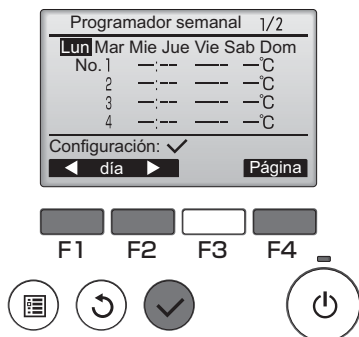 Programador semanal 1/2
Lun Mar Mie Jue Vie Sab Dom
No. 1 –:-- –– –°C
2 –:-- –– –°C
3 –:-- –– –°C
4 –:-- –– –°C
Configuración: ✓
◀ día ▶ Página
F1 F2 F3 F4